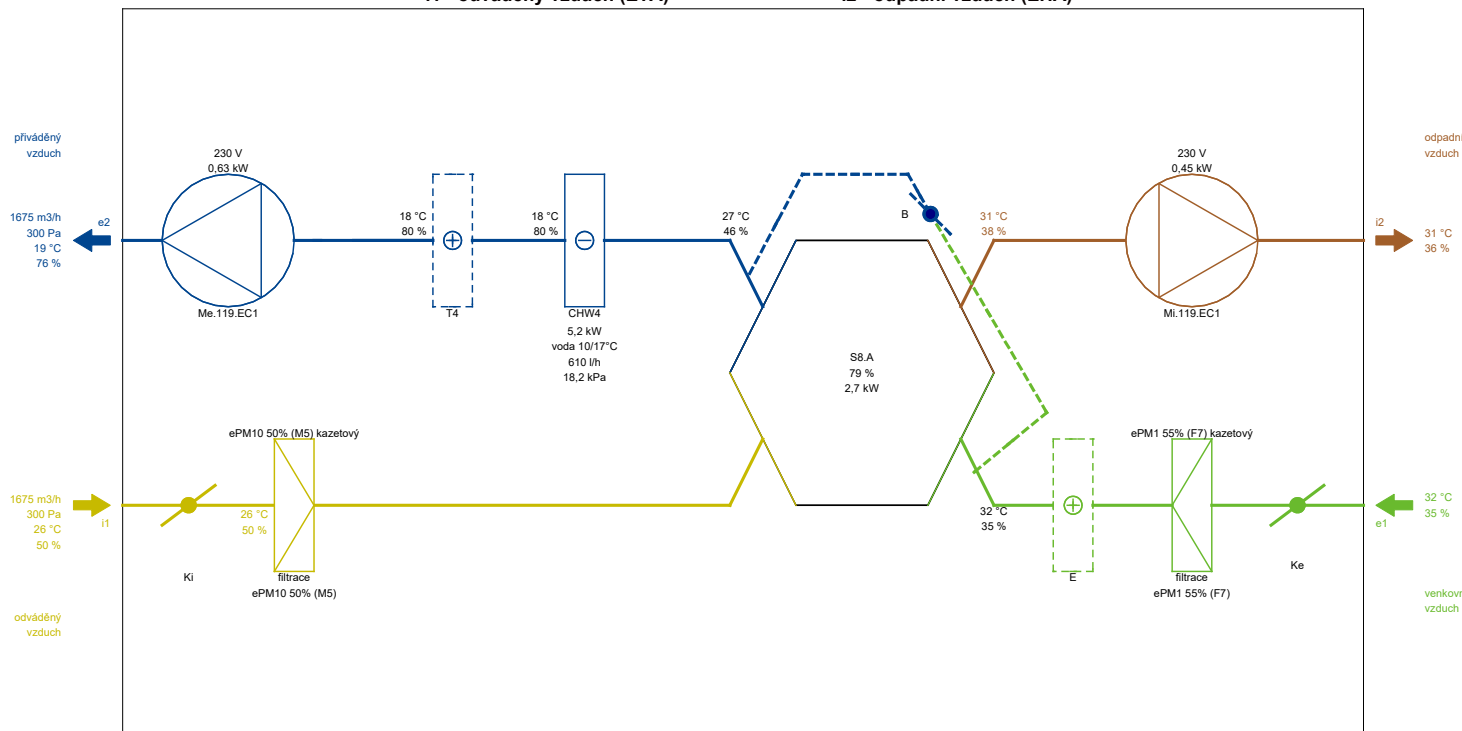 přiváděný
vzduch
230 V
0,63 kW
1675 m3/h
300 Pa
19 °C
76 %
e2
Me.119.EC1
18 °C
80 %
T4
18 °C
80 %
CHW4
5,2 kW
voda 10/17°C
610 l/h
18,2 kPa
27 °C
46 %
B
31 °C
38 %
230 V
0,45 kW
Mi.119.EC1
odpadní
vzduch
i2
31 °C
36 %
S8.A
79 %
2,7 kW
ePM10 50% (M5) kazetový
1675 m3/h
300 Pa
26 °C
50 %
i1
Ki
26 °C
50 %
filtrace
ePM10 50% (M5)
odváděný
vzduch
32 °C
35 %
E
ePM1 55% (F7) kazetový
filtrace
ePM1 55% (F7)
Ke
32 °C
35 %
e1
vzduch